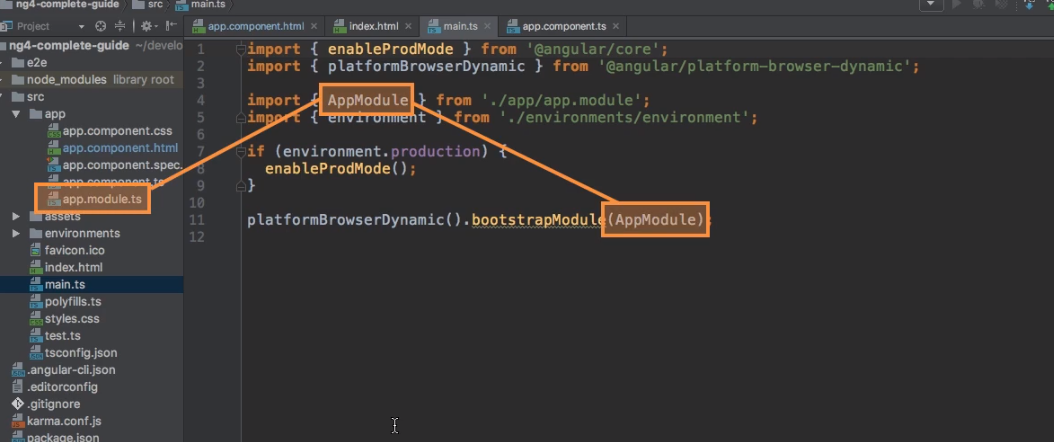 ng4-complete-guide src main.ts
Project
app.component.html index.html main.ts app.component.ts
ng4-complete-guide ~/develo
e2e
node_modules library root
src
app
app.component.css
app.component.html
app.component.spec.
app.component.ts
app.module.ts
assets
environments
favicon.ico
index.html
main.ts
polyfills.ts
styles.css
test.ts
tsconfig.json
.angular-cli.json
.editorconfig
.gitignore
karma.conf.js
package.json
1 import { enableProdMode } from '@angular/core';
2 import { platformBrowserDynamic } from '@angular/platform-browser-dynamic';
3
4 import { AppModule } from './app/app.module';
5 import { environment } from './environments/environment';
6
7 if (environment.production) {
8 enableProdMode();
9 }
10
11 platformBrowserDynamic().bootstrapModule(AppModule);
12